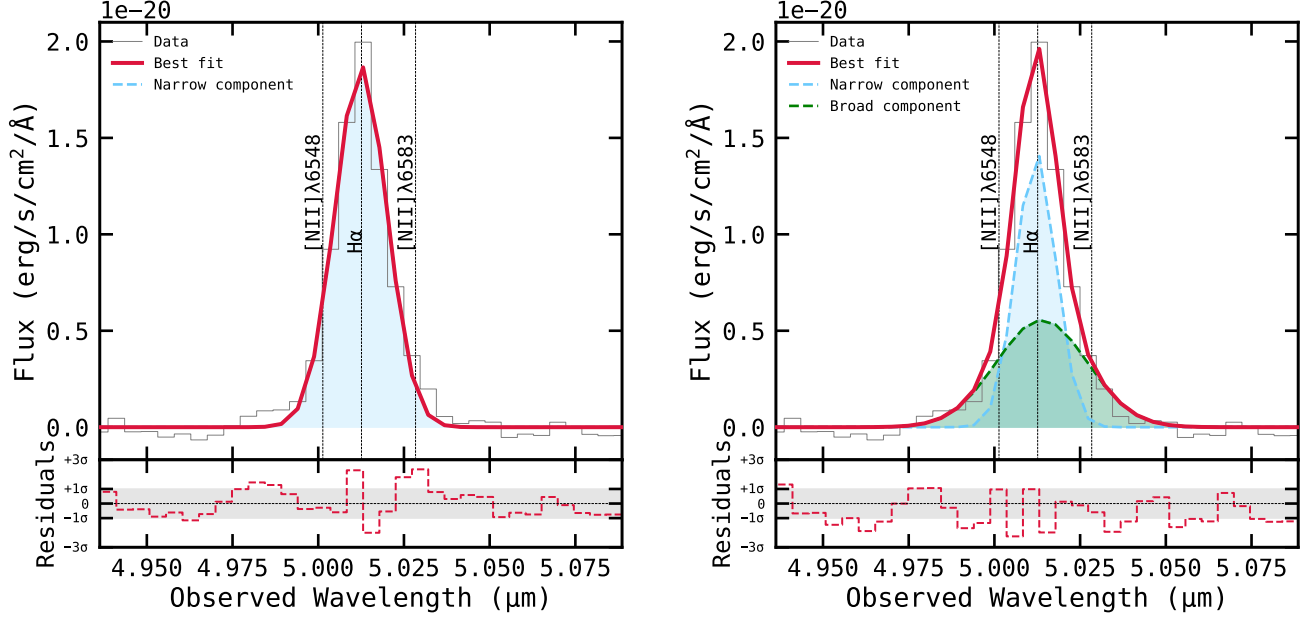 1e-20
2.0
1.5
1.0
0.5
0.0
Flux (erg/s/cm²/Å)
Data
Best fit
Narrow component
[NII]λ6548
Hα
[NII]λ6583
Residuals
+3σ
+1σ
0
−1σ
−3σ
4.950 4.975 5.000 5.025 5.050 5.075
Observed Wavelength (μm)
1e-20
2.0
1.5
1.0
0.5
0.0
Flux (erg/s/cm²/Å)
Data
Best fit
Narrow component
Broad component
[NII]λ6548
Hα
[NII]λ6583
Residuals
+3σ
+1σ
0
−1σ
−3σ
4.950 4.975 5.000 5.025 5.050 5.075
Observed Wavelength (μm)